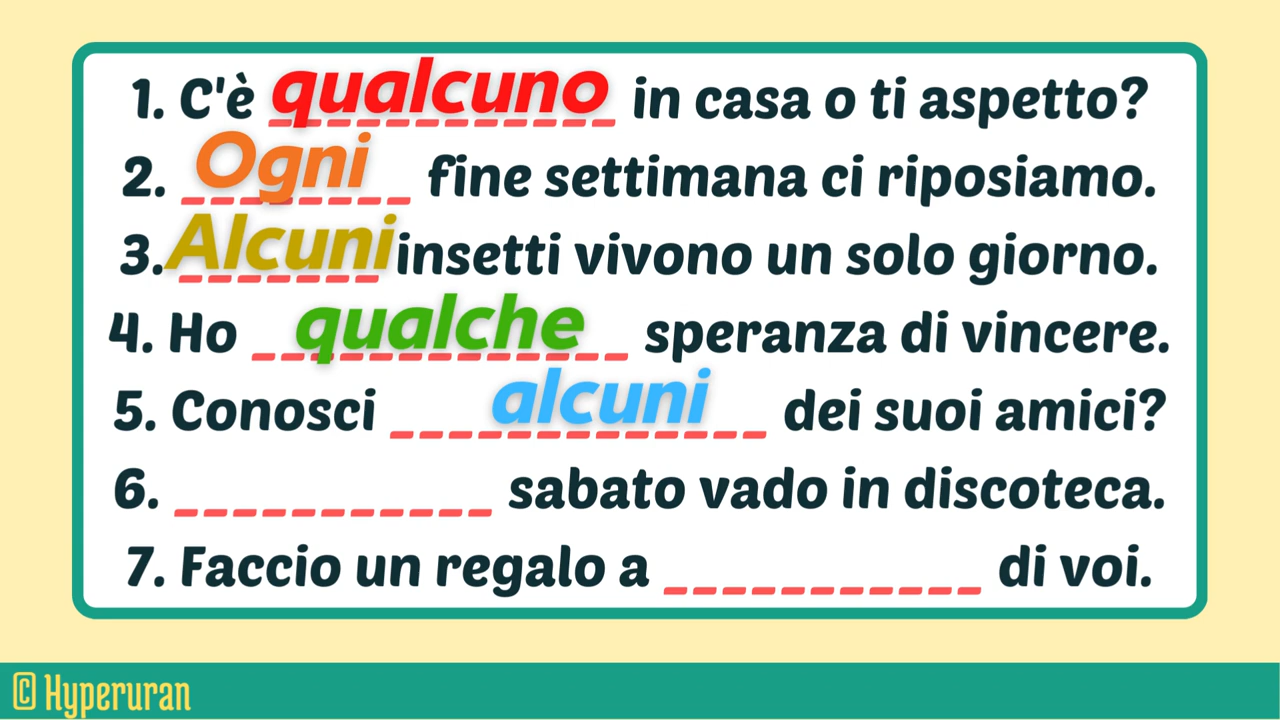 1. C'è qualcuno in casa o ti aspetto?
2. Ogni fine settimana ci riposiamo.
3. Alcuni insetti vivono un solo giorno.
4. Ho qualche speranza di vincere.
5. Conosci alcuni dei suoi amici?
6. ___________ sabato vado in discoteca.
7. Faccio un regalo a ___________ di voi.
© Hyperuran